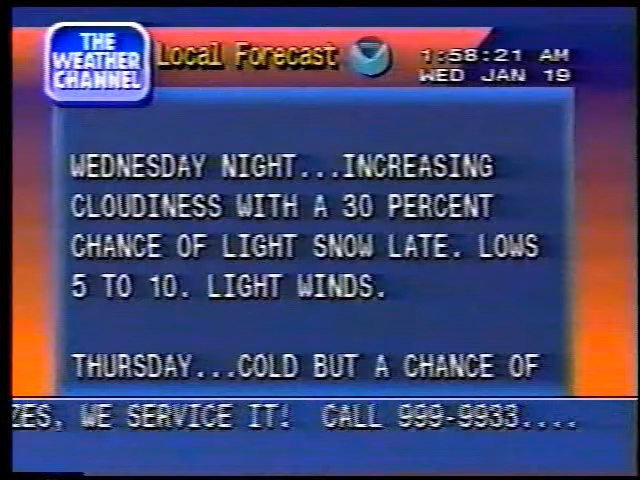 THE
WEATHER
CHANNEL
Local Forecast
1:58:21 AM
WED JAN 19
WEDNESDAY NIGHT...INCREASING
CLOUDINESS WITH A 30 PERCENT
CHANCE OF LIGHT SNOW LATE. LOWS
5 TO 10. LIGHT WINDS.
THURSDAY...COLD BUT A CHANCE OF
WE SERVICE IT! CALL 999-9933....